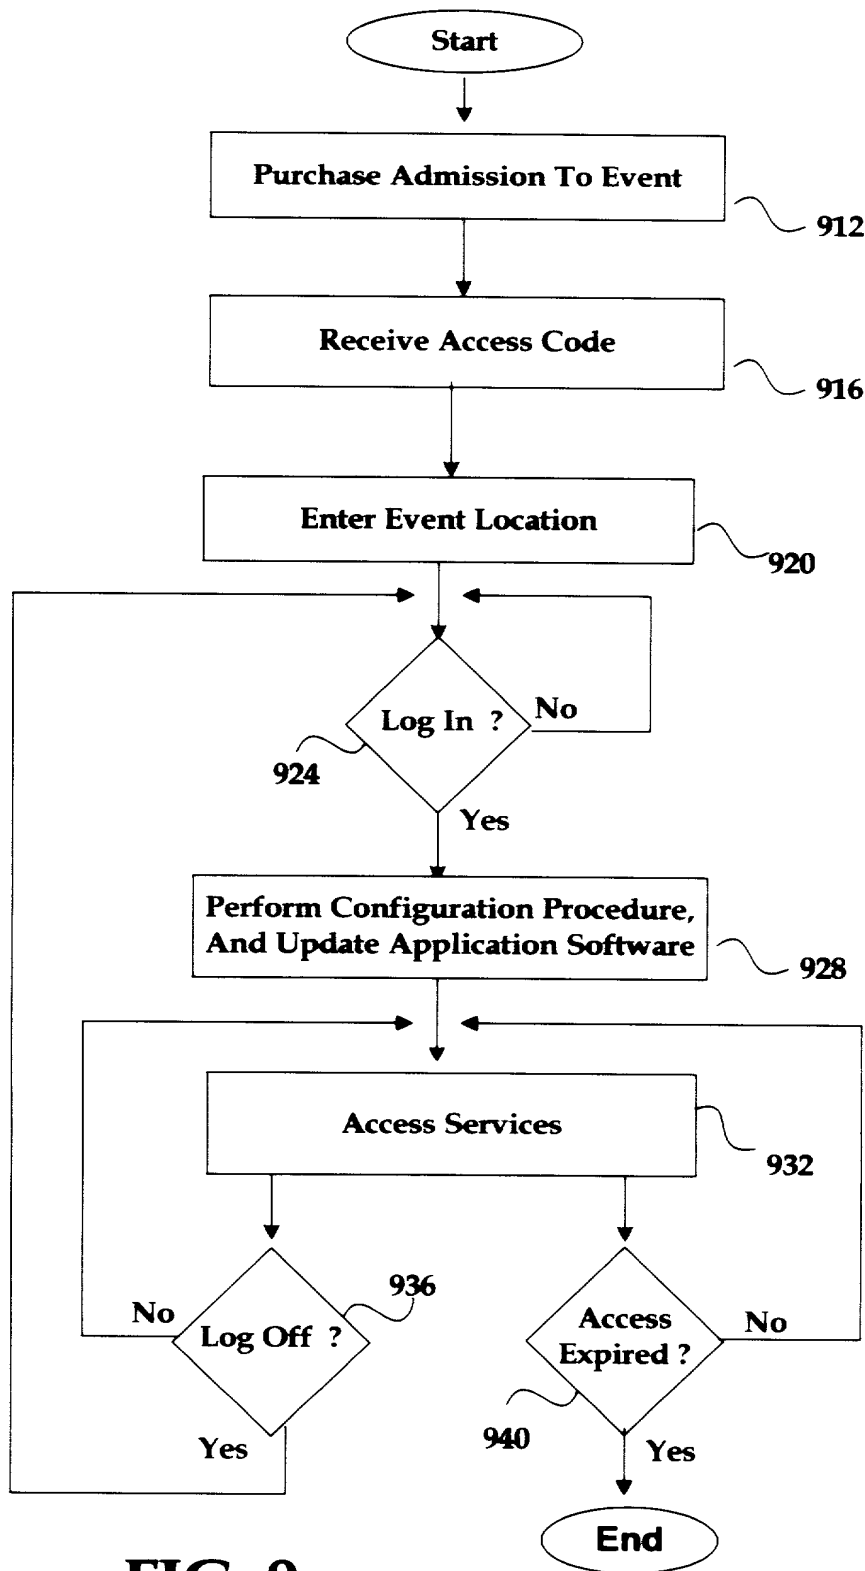 Start
Purchase Admission To Event
912
Receive Access Code
916
Enter Event Location
920
Log In ?
No
924
Yes
Perform Configuration Procedure,
And Update Application Software
928
Access Services
932
936
No
Log Off ?
Access
Expired ?
No
940
Yes
Yes
End
FIG. 9